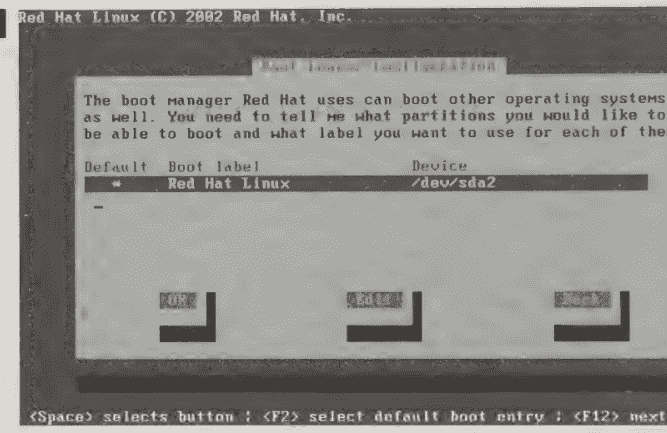 Red Hat Linux (C) 2002 Red Hat, Inc.
The boot manager Red Hat uses can boot other operating systems
as well. You need to tell me what partitions you would like to
be able to boot and what label you want to use for each of the
Default Boot label Device
* Red Hat Linux /dev/sda2
OK Edit Back
<Space> selects button ¦ <F2> select default boot entry ¦ <F12> next